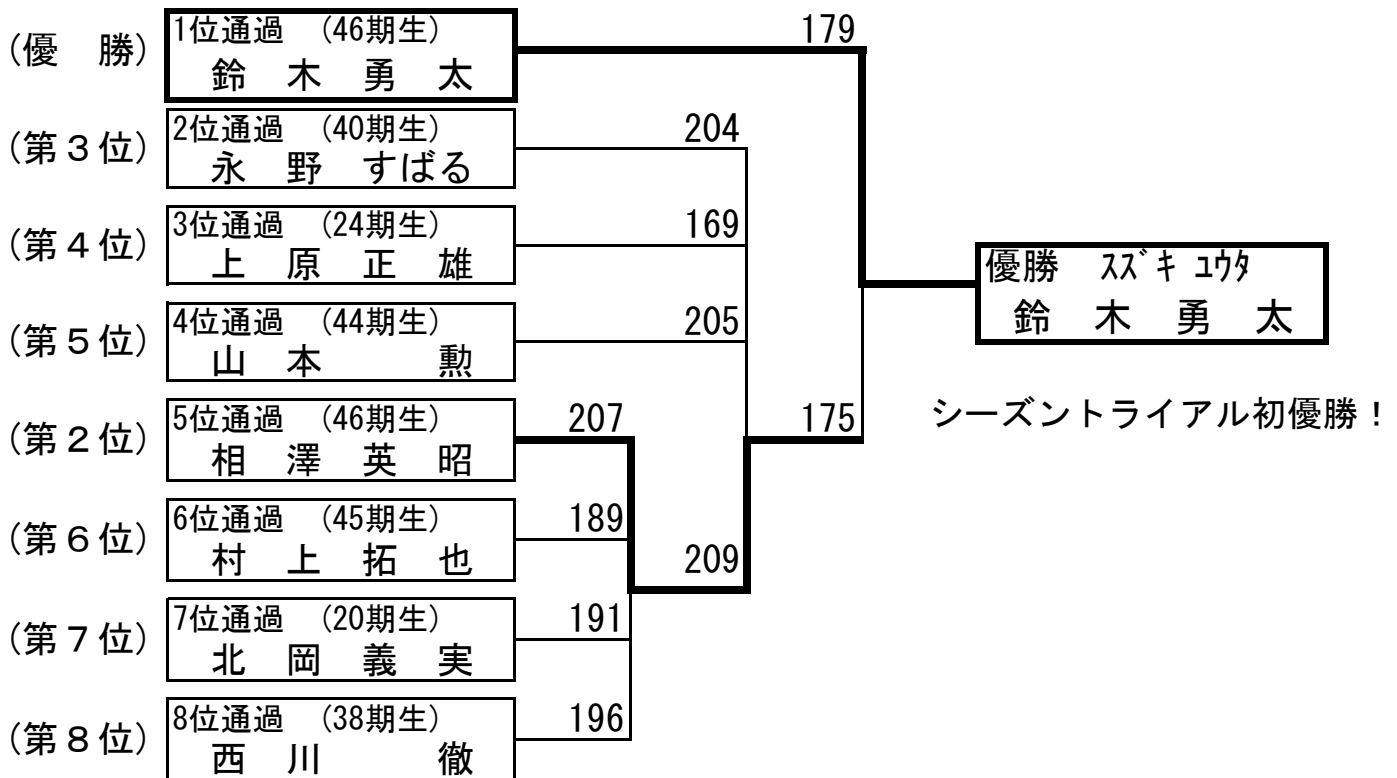 (優　勝)
1位通過　(46期生)
鈴　木　勇　太
179
(第３位)
2位通過　(40期生)
永　野　すばる
204
(第４位)
3位通過　(24期生)
上　原　正　雄
169
(第５位)
4位通過　(44期生)
山　本　　　勲
205
優勝　ｽｽﾞｷ ﾕｳﾀ
鈴　木　勇　太
シーズントライアル初優勝！
(第２位)
5位通過　(46期生)
相　澤　英　昭
207
175
(第６位)
6位通過　(45期生)
村　上　拓　也
189
209
(第７位)
7位通過　(20期生)
北　岡　義　実
191
(第８位)
8位通過　(38期生)
西　川　　　徹
196